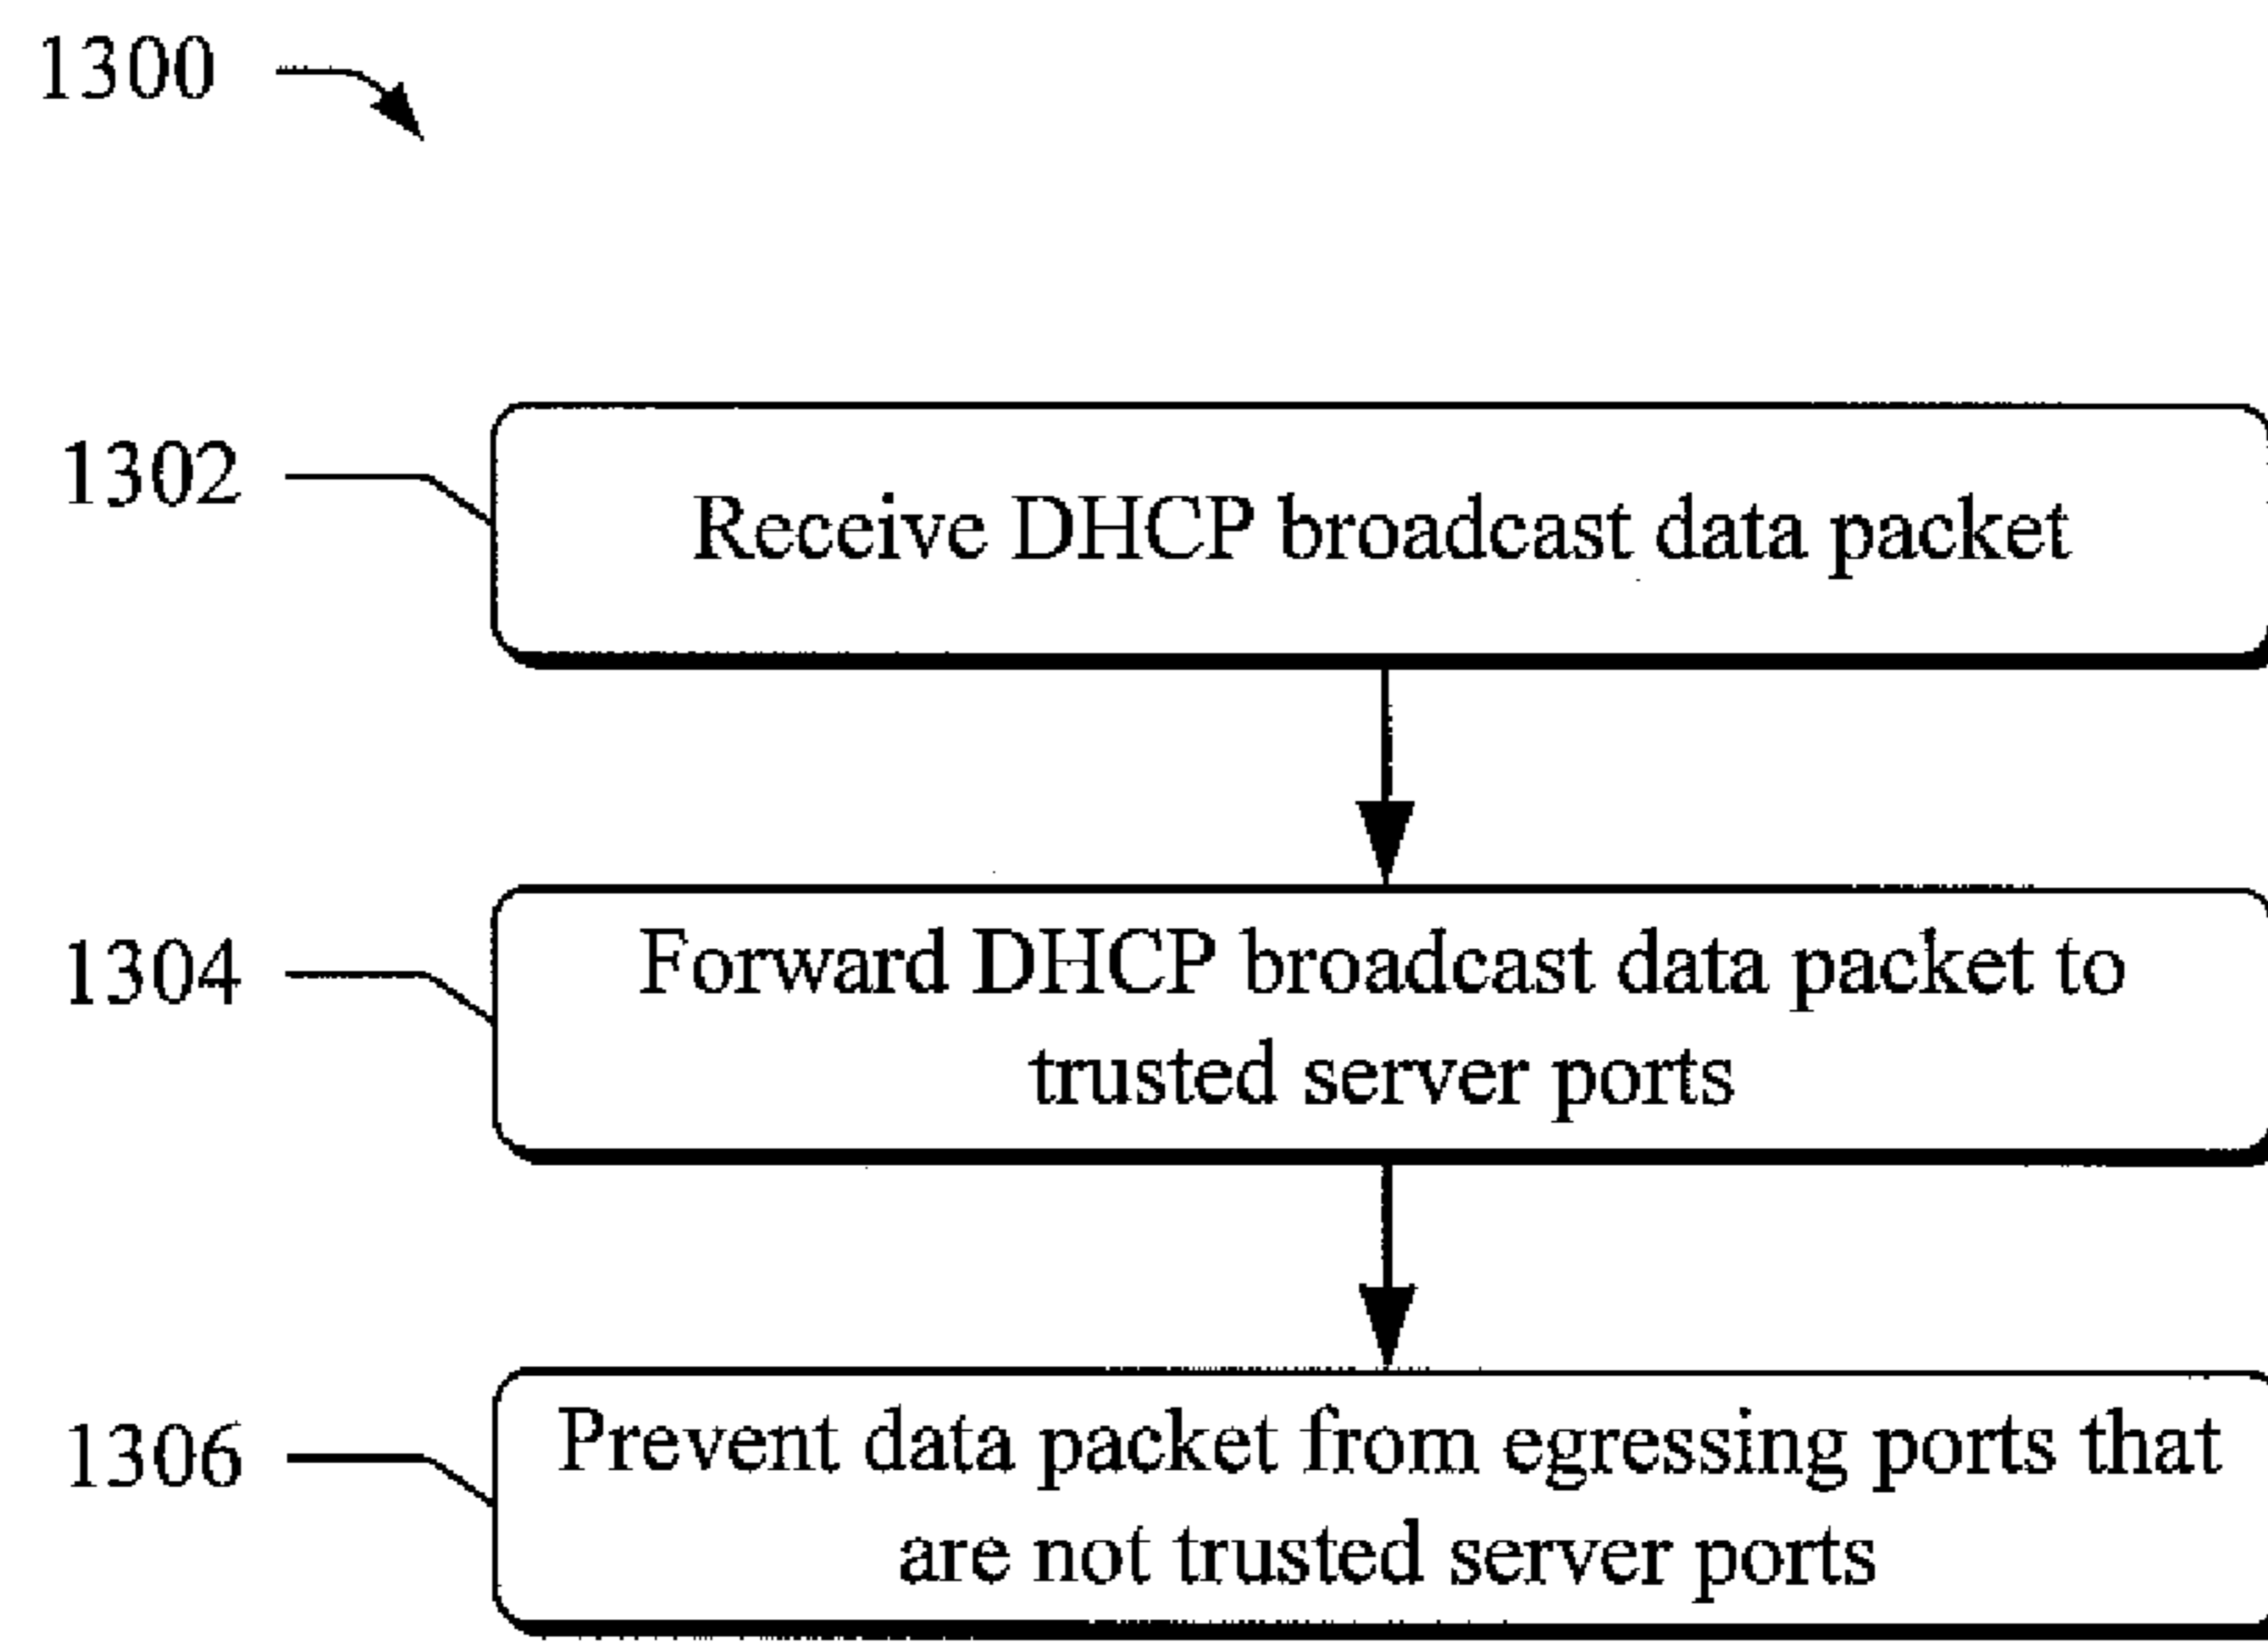 1300
1302
Receive DHCP broadcast data packet
1304
Forward DHCP broadcast data packet to
trusted server ports
1306
Prevent data packet from egressing ports that
are not trusted server ports